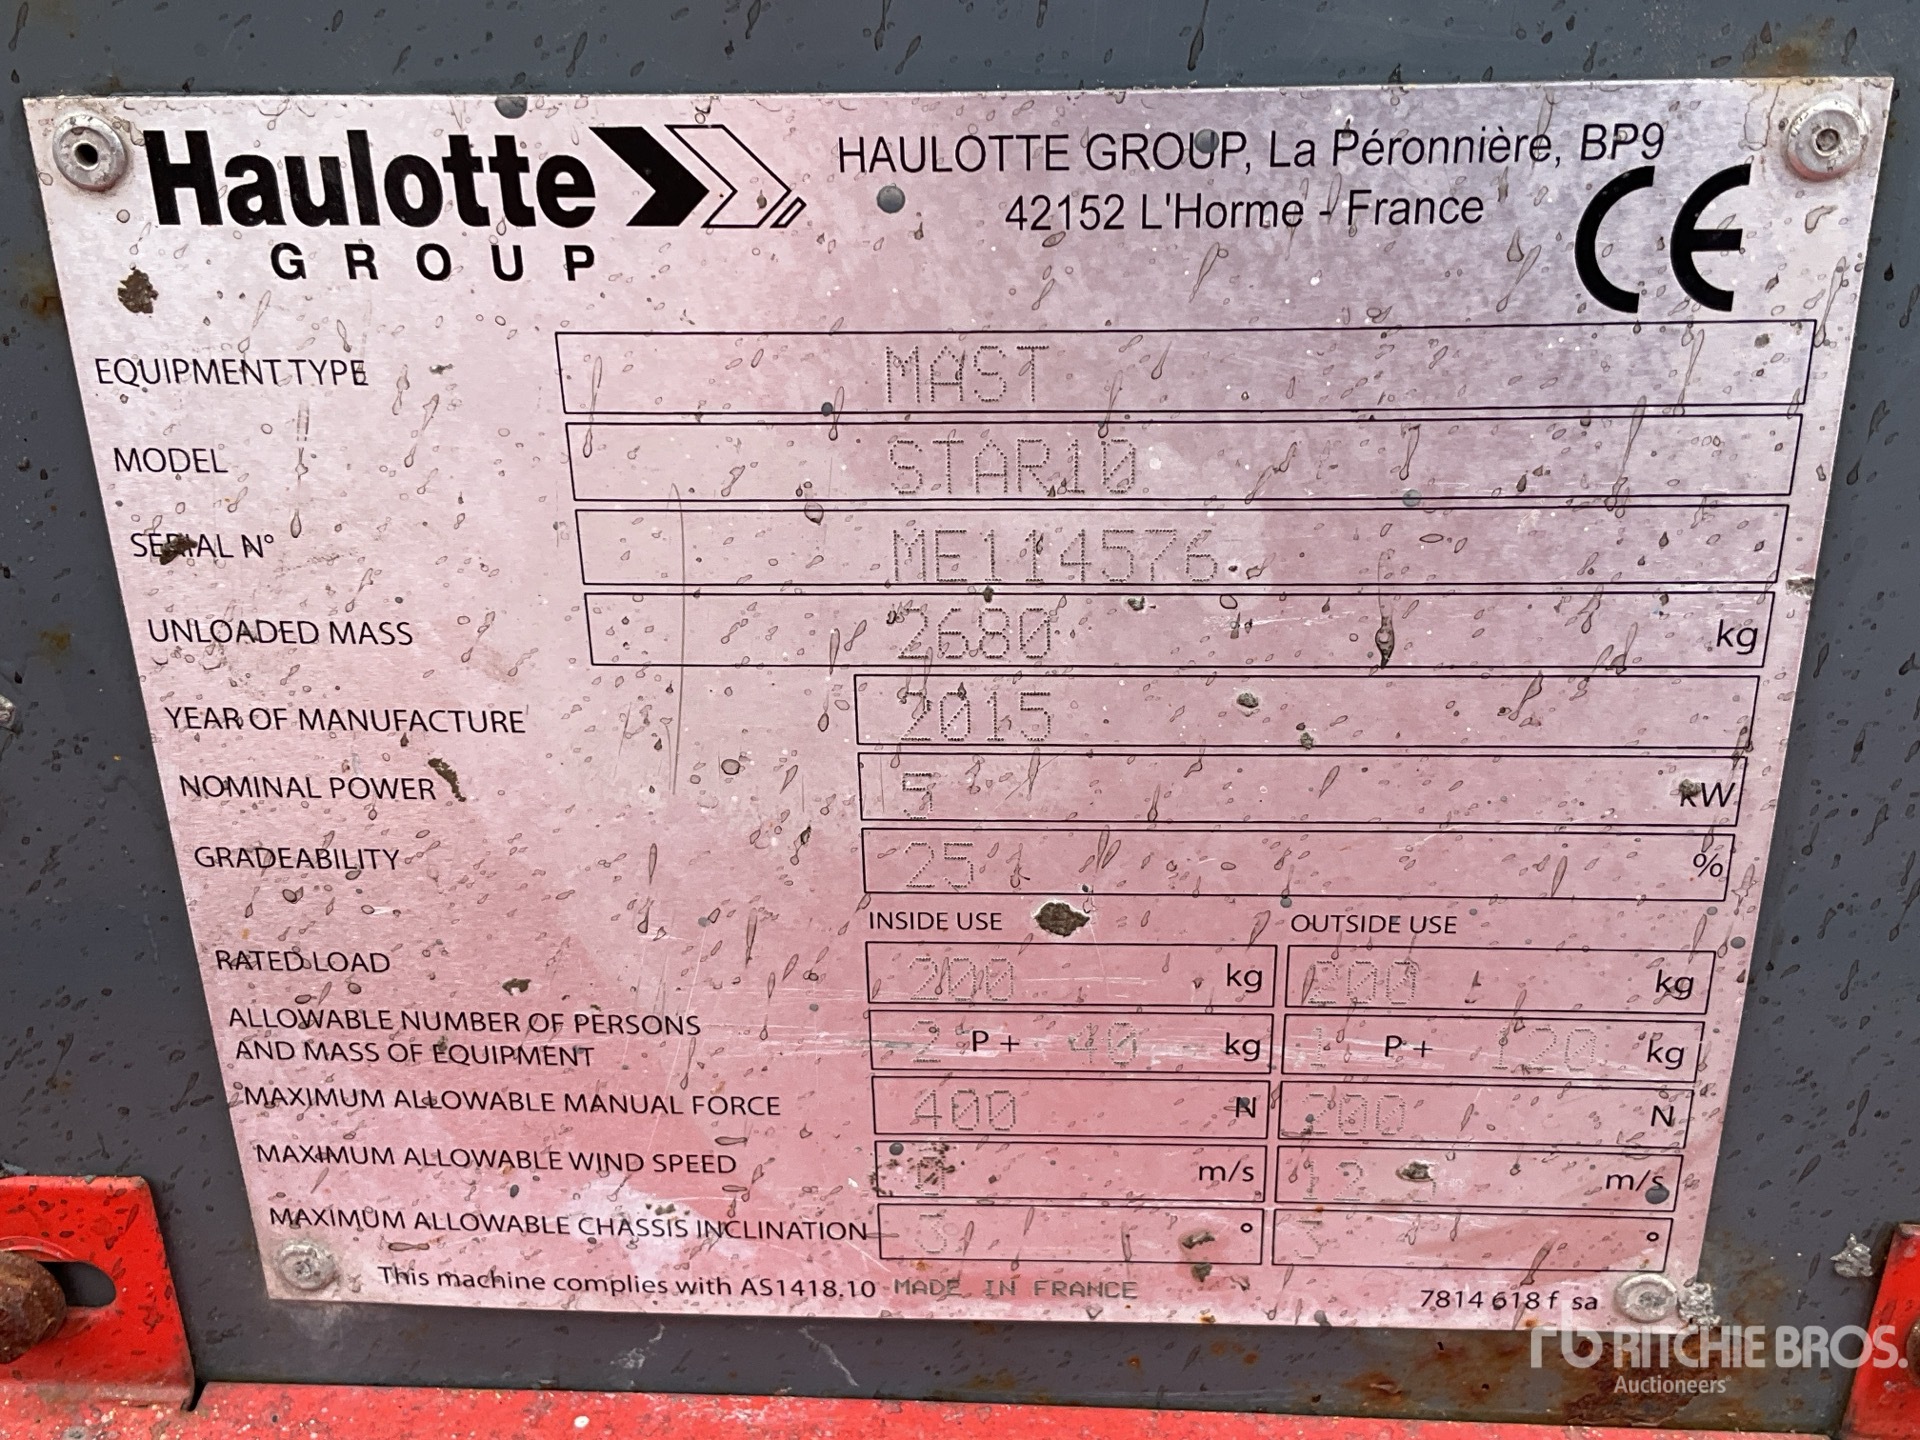 Haulotte
GROUP
HAULOTTE GROUP, La Péronnière, BP9
42152 L'Horme - France
CE
EQUIPMENT TYPE MAST
MODEL STAR10
SERIAL N° ME114576
UNLOADED MASS 2680 kg
YEAR OF MANUFACTURE 2015
NOMINAL POWER 5 kW
GRADEABILITY 25 %
INSIDE USE OUTSIDE USE
RATED LOAD 200 kg 200 kg
ALLOWABLE NUMBER OF PERSONS
AND MASS OF EQUIPMENT 2 P + 40 kg 1 P + 120 kg
MAXIMUM ALLOWABLE MANUAL FORCE 400 N 200 N
MAXIMUM ALLOWABLE WIND SPEED 0 m/s m/s
MAXIMUM ALLOWABLE CHASSIS INCLINATION 3 ° 3 °
This machine complies with AS1418.10 MADE IN FRANCE
7814 618 f sa
rb RITCHIE BROS.
Auctioneers